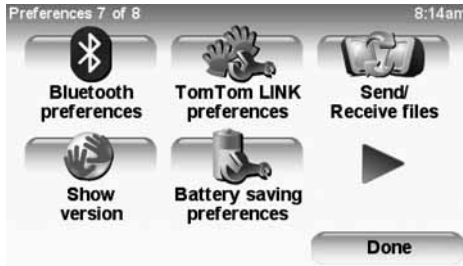 Preferences 7 of 8
8:14am
Bluetooth
preferences
TomTom LINK
preferences
Send/
Receive files
Show
version
Battery saving
preferences
Done